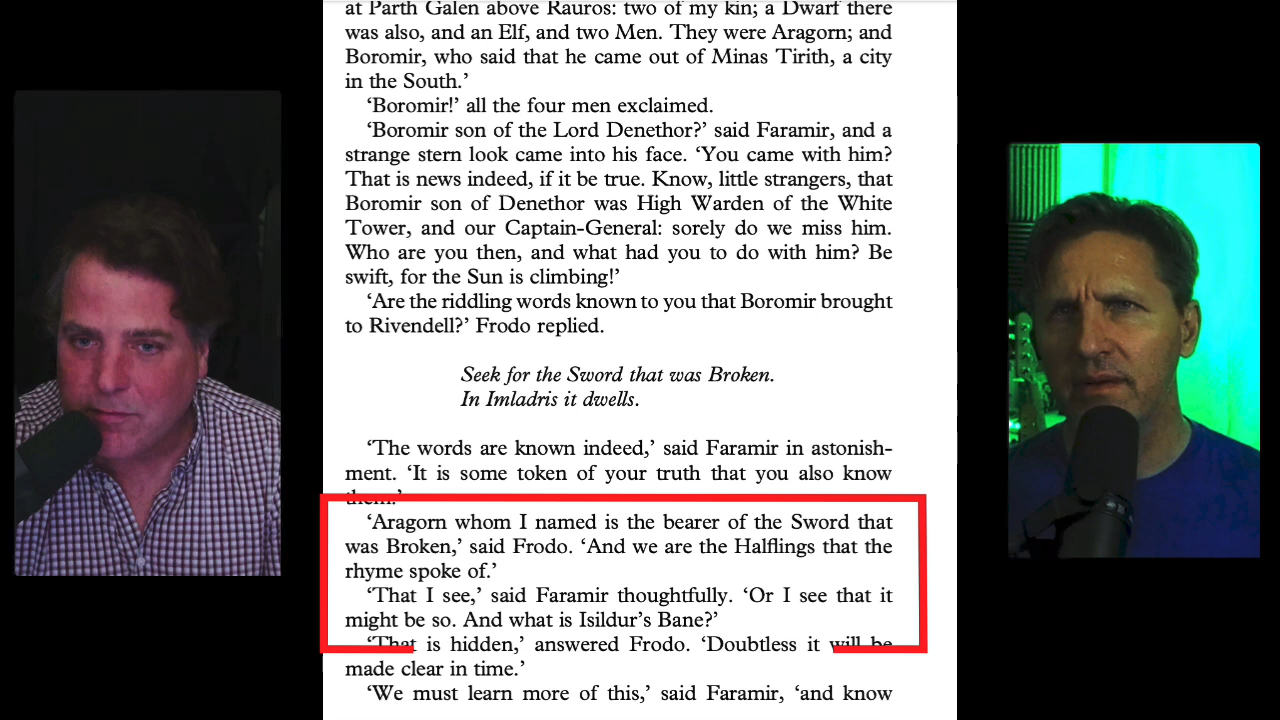 at Parth Galen above Rauros: two of my kin; a Dwarf there
was also, and an Elf, and two Men. They were Aragorn; and
Boromir, who said that he came out of Minas Tirith, a city
in the South.’
‘Boromir!’ all the four men exclaimed.
‘Boromir son of the Lord Denethor?’ said Faramir, and a
strange stern look came into his face. ‘You came with him?
That is news indeed, if it be true. Know, little strangers, that
Boromir son of Denethor was High Warden of the White
Tower, and our Captain-General: sorely do we miss him.
Who are you then, and what had you to do with him? Be
swift, for the Sun is climbing!’
‘Are the riddling words known to you that Boromir brought
to Rivendell?’ Frodo replied.
Seek for the Sword that was Broken.
In Imladris it dwells.
‘The words are known indeed,’ said Faramir in astonish-
ment. ‘It is some token of your truth that you also know
them.’
‘Aragorn whom I named is the bearer of the Sword that
was Broken,’ said Frodo. ‘And we are the Halflings that the
rhyme spoke of.’
‘That I see,’ said Faramir thoughtfully. ‘Or I see that it
might be so. And what is Isildur’s Bane?’
‘That is hidden,’ answered Frodo. ‘Doubtless it will be
made clear in time.’
‘We must learn more of this,’ said Faramir, ‘and know